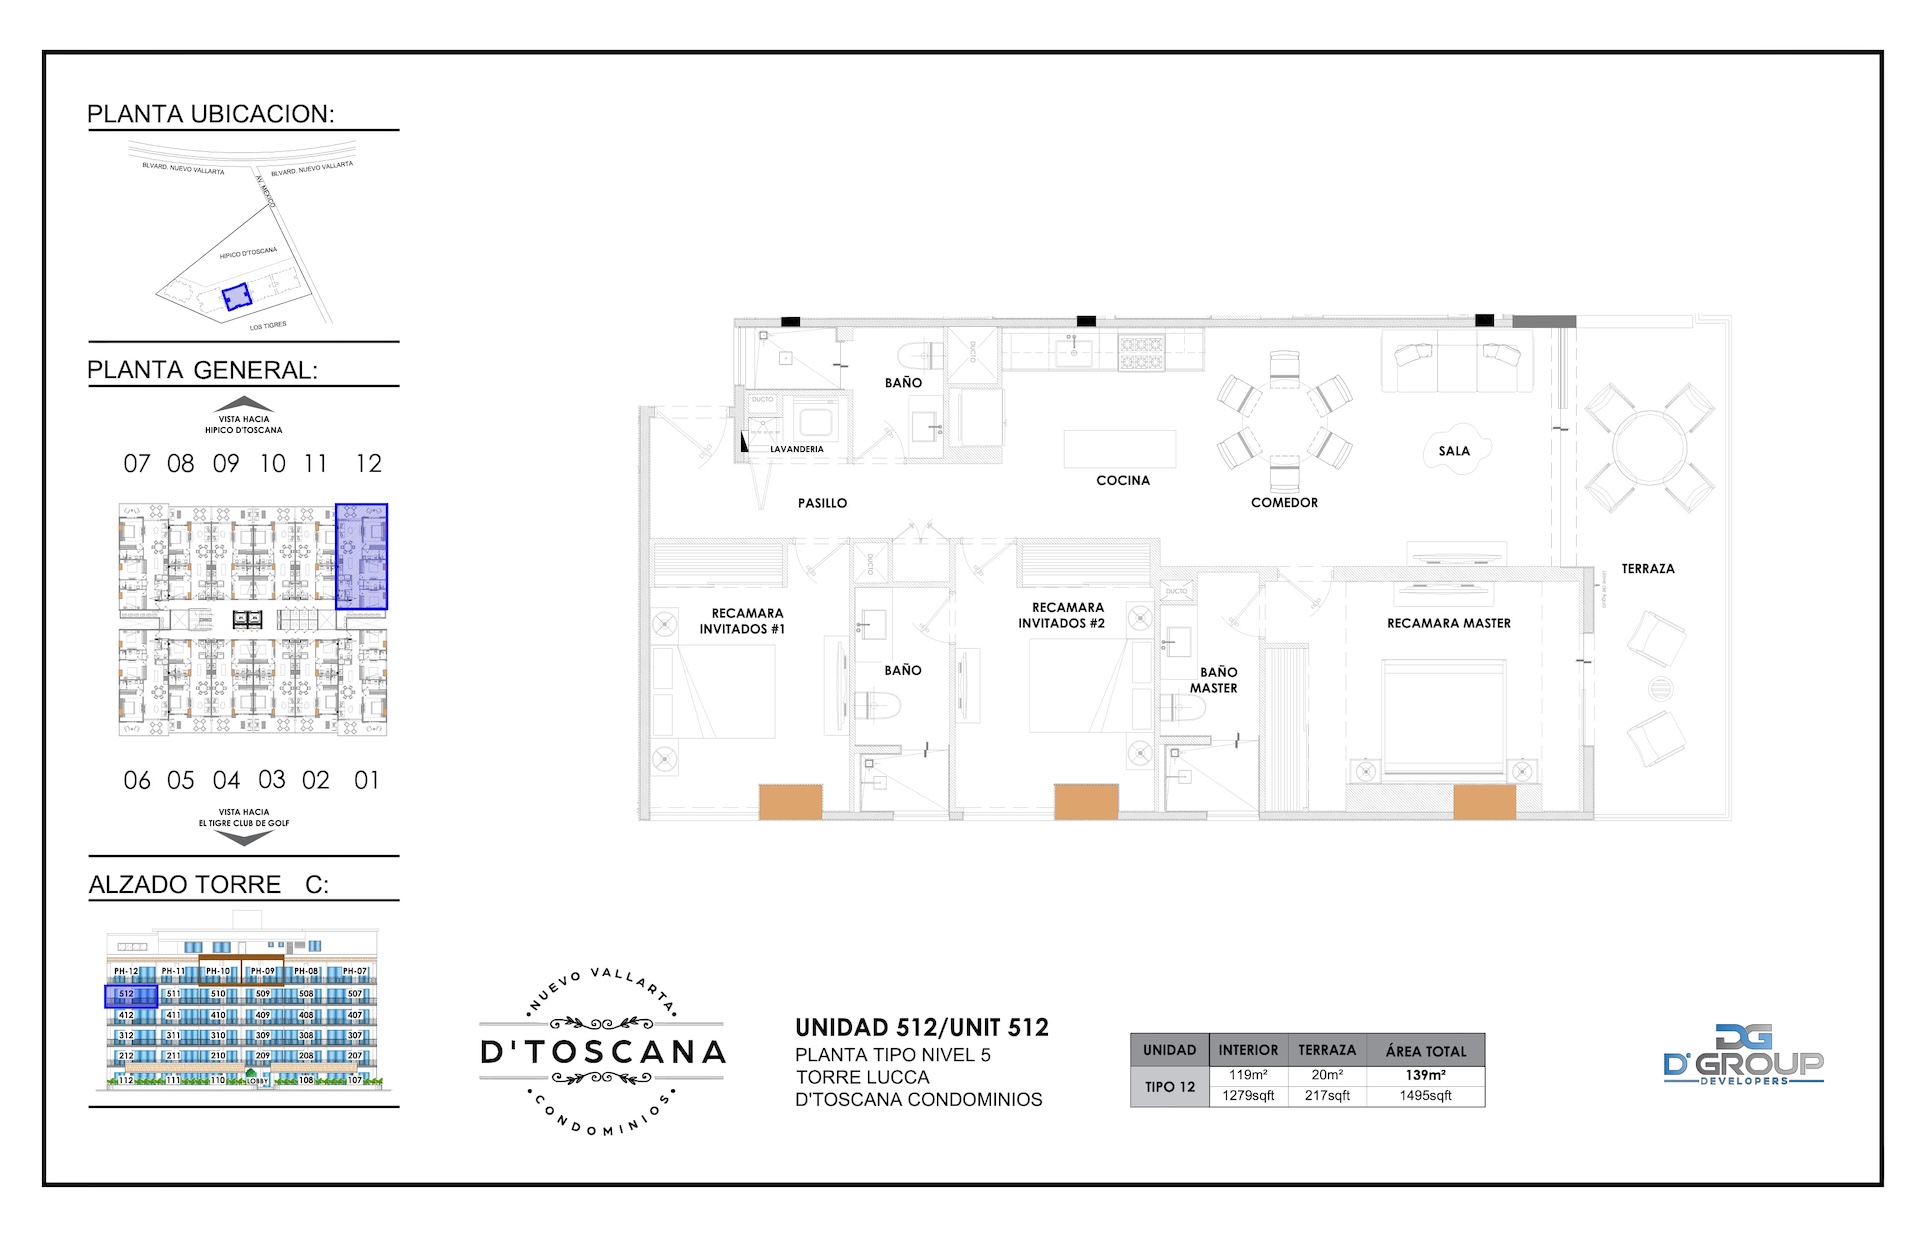 PLANTA UBICACION:
BLVARD. NUEVO VALLARTA
BLVARD. NUEVO VALLARTA
AV. MEXICO
HIPICO D'TOSCANA
LOS TIGRES
PLANTA GENERAL:
VISTA HACIA
HIPICO D'TOSCANA
07 08 09 10 11 12
06 05 04 03 02 01
VISTA HACIA
EL TIGRE CLUB DE GOLF
ALZADO TORRE C:
PH-12 PH-11 PH-10 PH-09 PH-08 PH-07
512 511 510 509 508 507
412 411 410 409 408 407
312 311 310 309 308 307
212 211 210 209 208 207
112 111 110 LOBBY 108 107
DUCTO
BAÑO
DUCTO
LAVANDERIA
PASILLO
COCINA
COMEDOR
SALA
TERRAZA
DUCTO
RECAMARA
INVITADOS #1
BAÑO
RECAMARA
INVITADOS #2
DUCTO
BAÑO
MASTER
RECAMARA MASTER
NUEVO VALLARTA
D'TOSCANA
CONDOMINIOS
UNIDAD 512/UNIT 512
PLANTA TIPO NIVEL 5
TORRE LUCCA
D'TOSCANA CONDOMINIOS
UNIDAD INTERIOR TERRAZA ÁREA TOTAL
TIPO 12 119m² 20m² 139m²
1279sqft 217sqft 1495sqft
DG
D'GROUP
DEVELOPERS